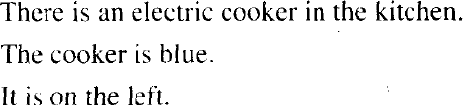 There is an electric cooker in the kitchen.
The cooker is blue.
It is on the left.